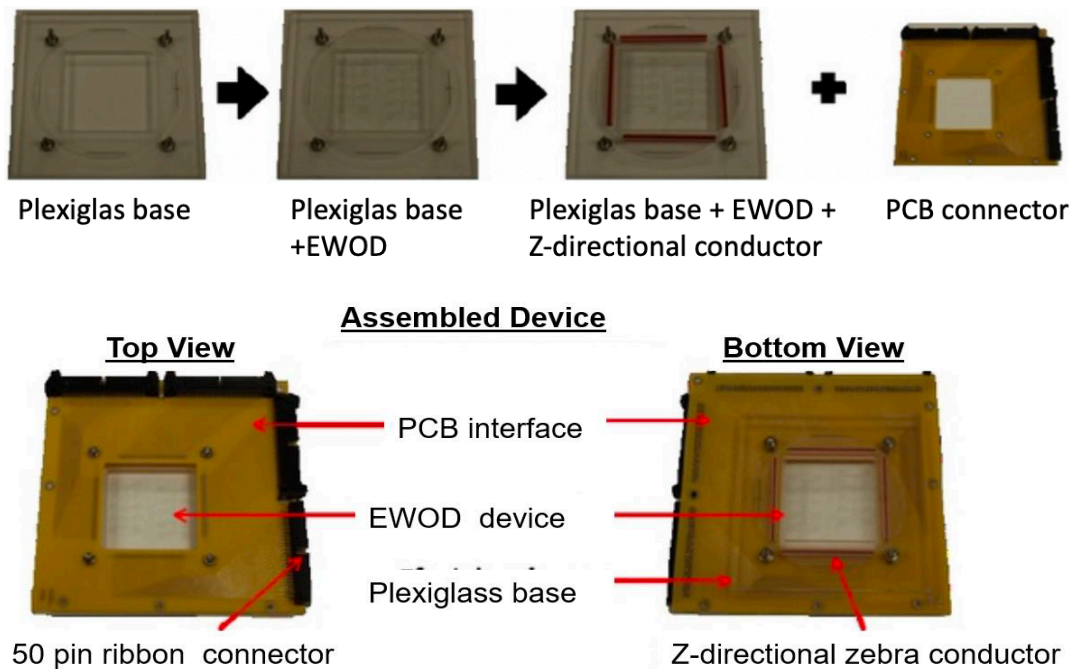 Plexiglas base
Plexiglas base
+EWOD
Plexiglas base + EWOD +
Z-directional conductor
PCB connector
Assembled Device
Top View
Bottom View
PCB interface
EWOD device
Plexiglass base
50 pin ribbon connector
Z-directional zebra conductor